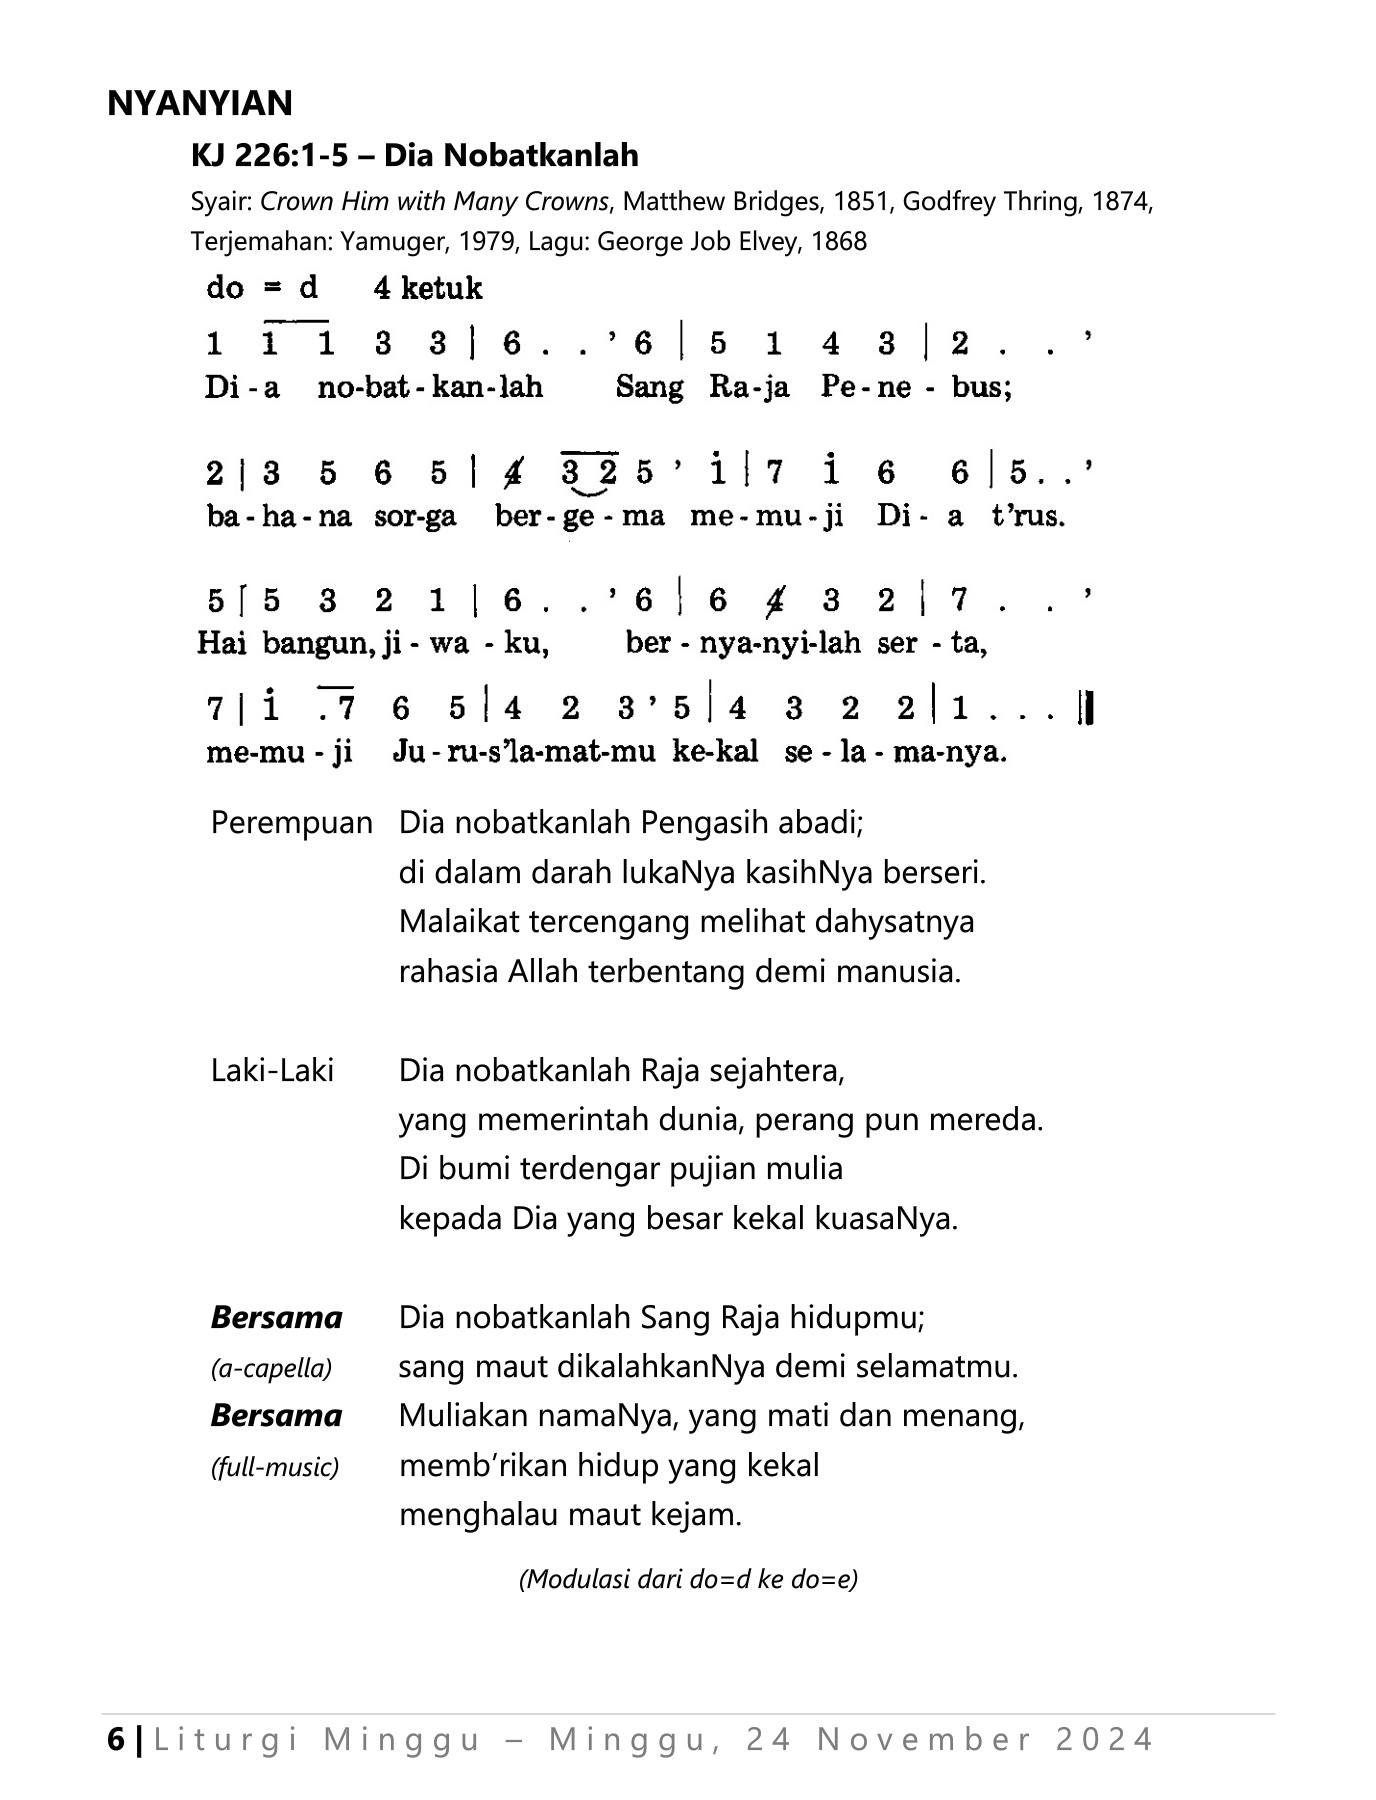 NYANYIAN
KJ 226:1-5 – Dia Nobatkanlah
Syair: Crown Him with Many Crowns, Matthew Bridges, 1851, Godfrey Thring, 1874,
Terjemahan: Yamuger, 1979, Lagu: George Job Elvey, 1868
do = d 4 ketuk
1 1 1 3 3 | 6 . . ’ 6 | 5 1 4 3 | 2 . . ’
Di - a no-bat - kan-lah Sang Ra-ja Pe - ne - bus;
2 | 3 5 6 5 | 4̸ 3 2 5 ’ 1̇ | 7 1̇ 6 6 | 5 . . ’
ba - ha - na sor-ga ber - ge - ma me - mu - ji Di - a t’rus.
5 | 5 3 2 1 | 6 . . ’ 6 | 6 4̸ 3 2 | 7 . . ’
Hai bangun, ji - wa - ku, ber - nya-nyi-lah ser - ta,
7 | 1̇ . 7 6 5 | 4 2 3 ’ 5 | 4 3 2 2 | 1 . . . ||
me-mu - ji Ju - ru-s’la-mat-mu ke-kal se - la - ma-nya.
Perempuan Dia nobatkanlah Pengasih abadi;
di dalam darah lukaNya kasihNya berseri.
Malaikat tercengang melihat dahysatnya
rahasia Allah terbentang demi manusia.
Laki-Laki Dia nobatkanlah Raja sejahtera,
yang memerintah dunia, perang pun mereda.
Di bumi terdengar pujian mulia
kepada Dia yang besar kekal kuasaNya.
Bersama Dia nobatkanlah Sang Raja hidupmu;
(a-capella) sang maut dikalahkanNya demi selamatmu.
Bersama Muliakan namaNya, yang mati dan menang,
(full-music) memb’rikan hidup yang kekal
menghalau maut kejam.
(Modulasi dari do=d ke do=e)
6 | Liturgi Minggu – Minggu, 24 November 2024